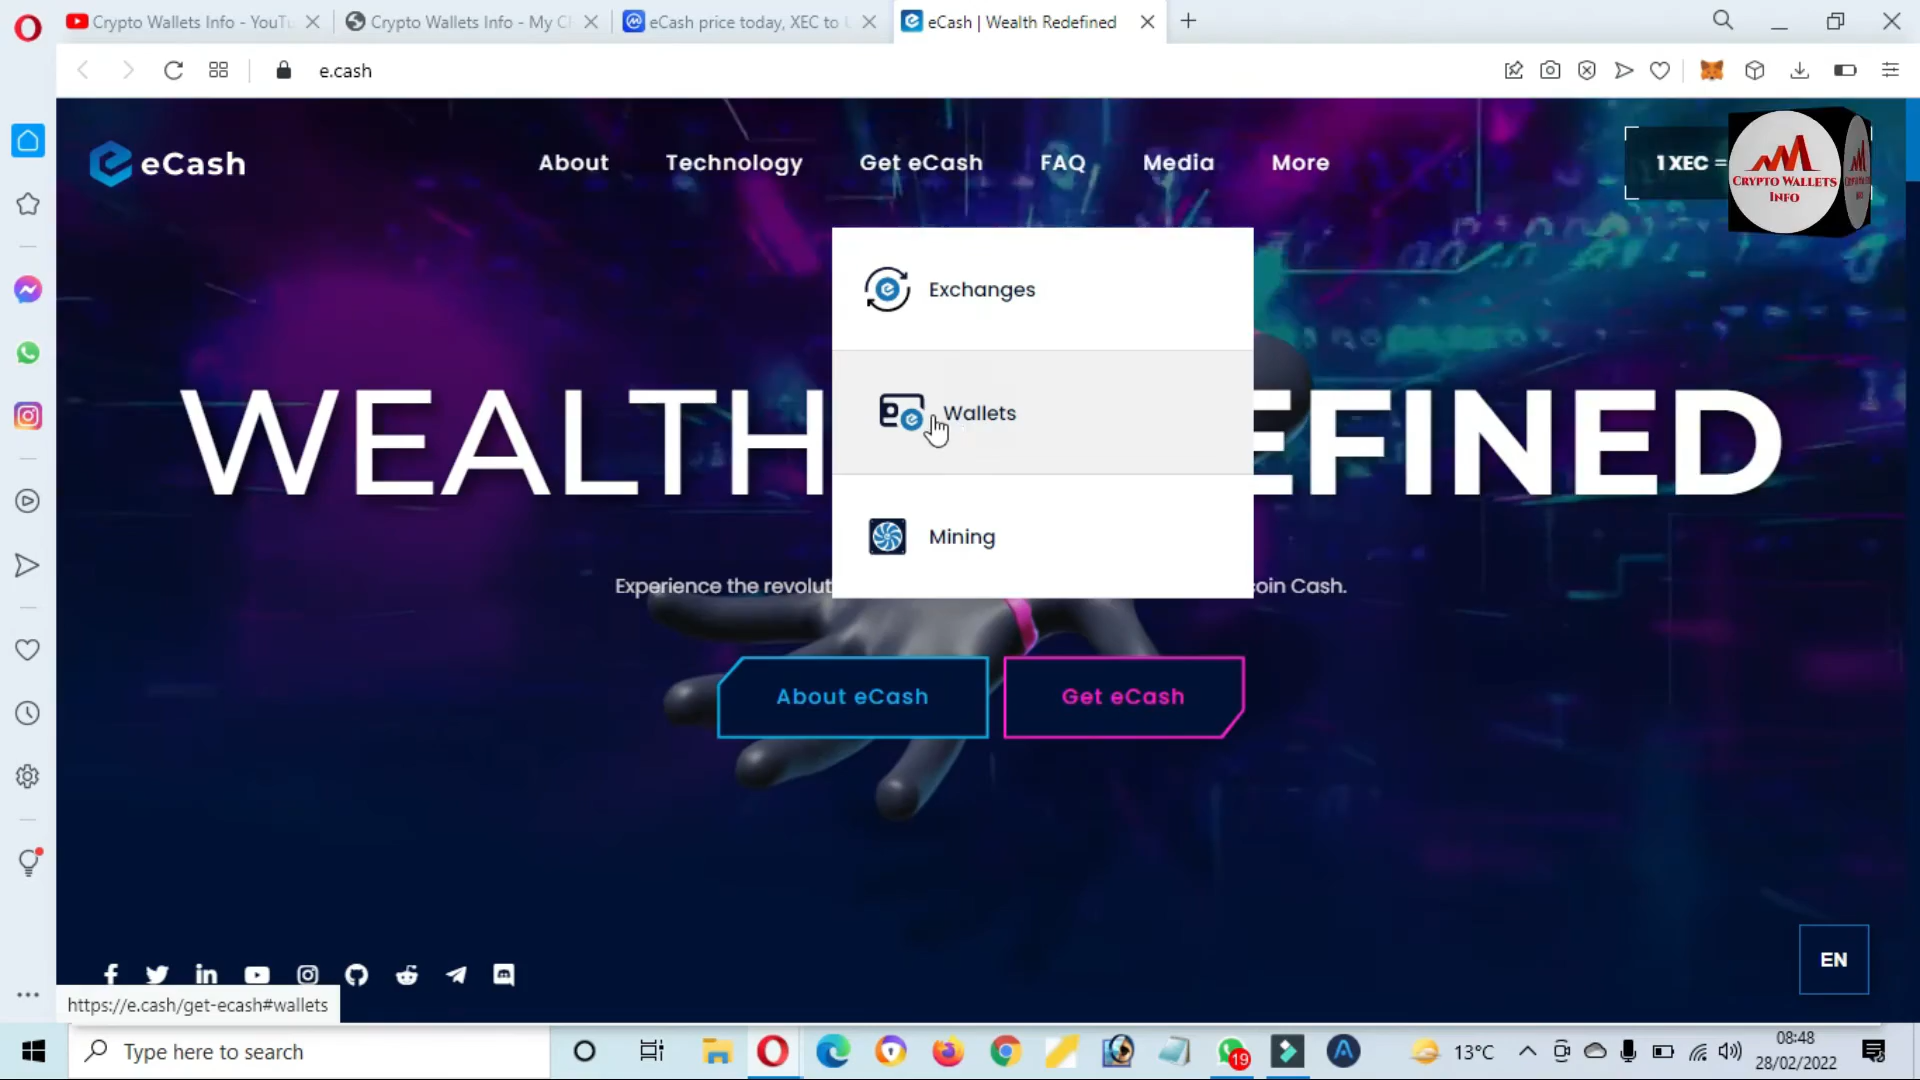 Crypto Wallets Info - YouTu
Crypto Wallets Info - My C
eCash price today, XEC to U
eCash | Wealth Redefined
e.cash
eCash
About
Technology
Get eCash
FAQ
Media
More
1 XEC =
CRYPTO WALLETS
INFO
Exchanges
Wallets
Mining
WEALTH
EFINED
Experience the revolut
coin Cash.
About eCash
Get eCash
EN
https://e.cash/get-ecash#wallets
Type here to search
19
13°C
08:48
28/02/2022